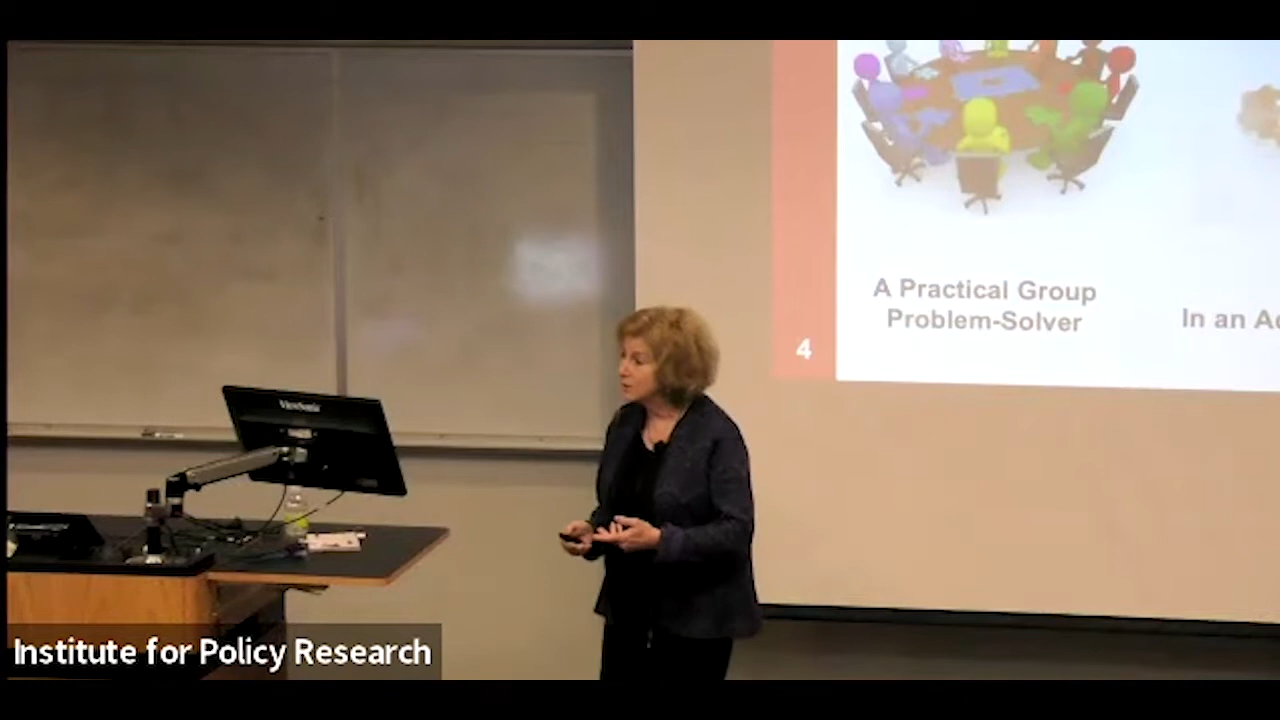 A Practical Group
Problem-Solver
In an A
4
ViewSonic
Institute for Policy Research